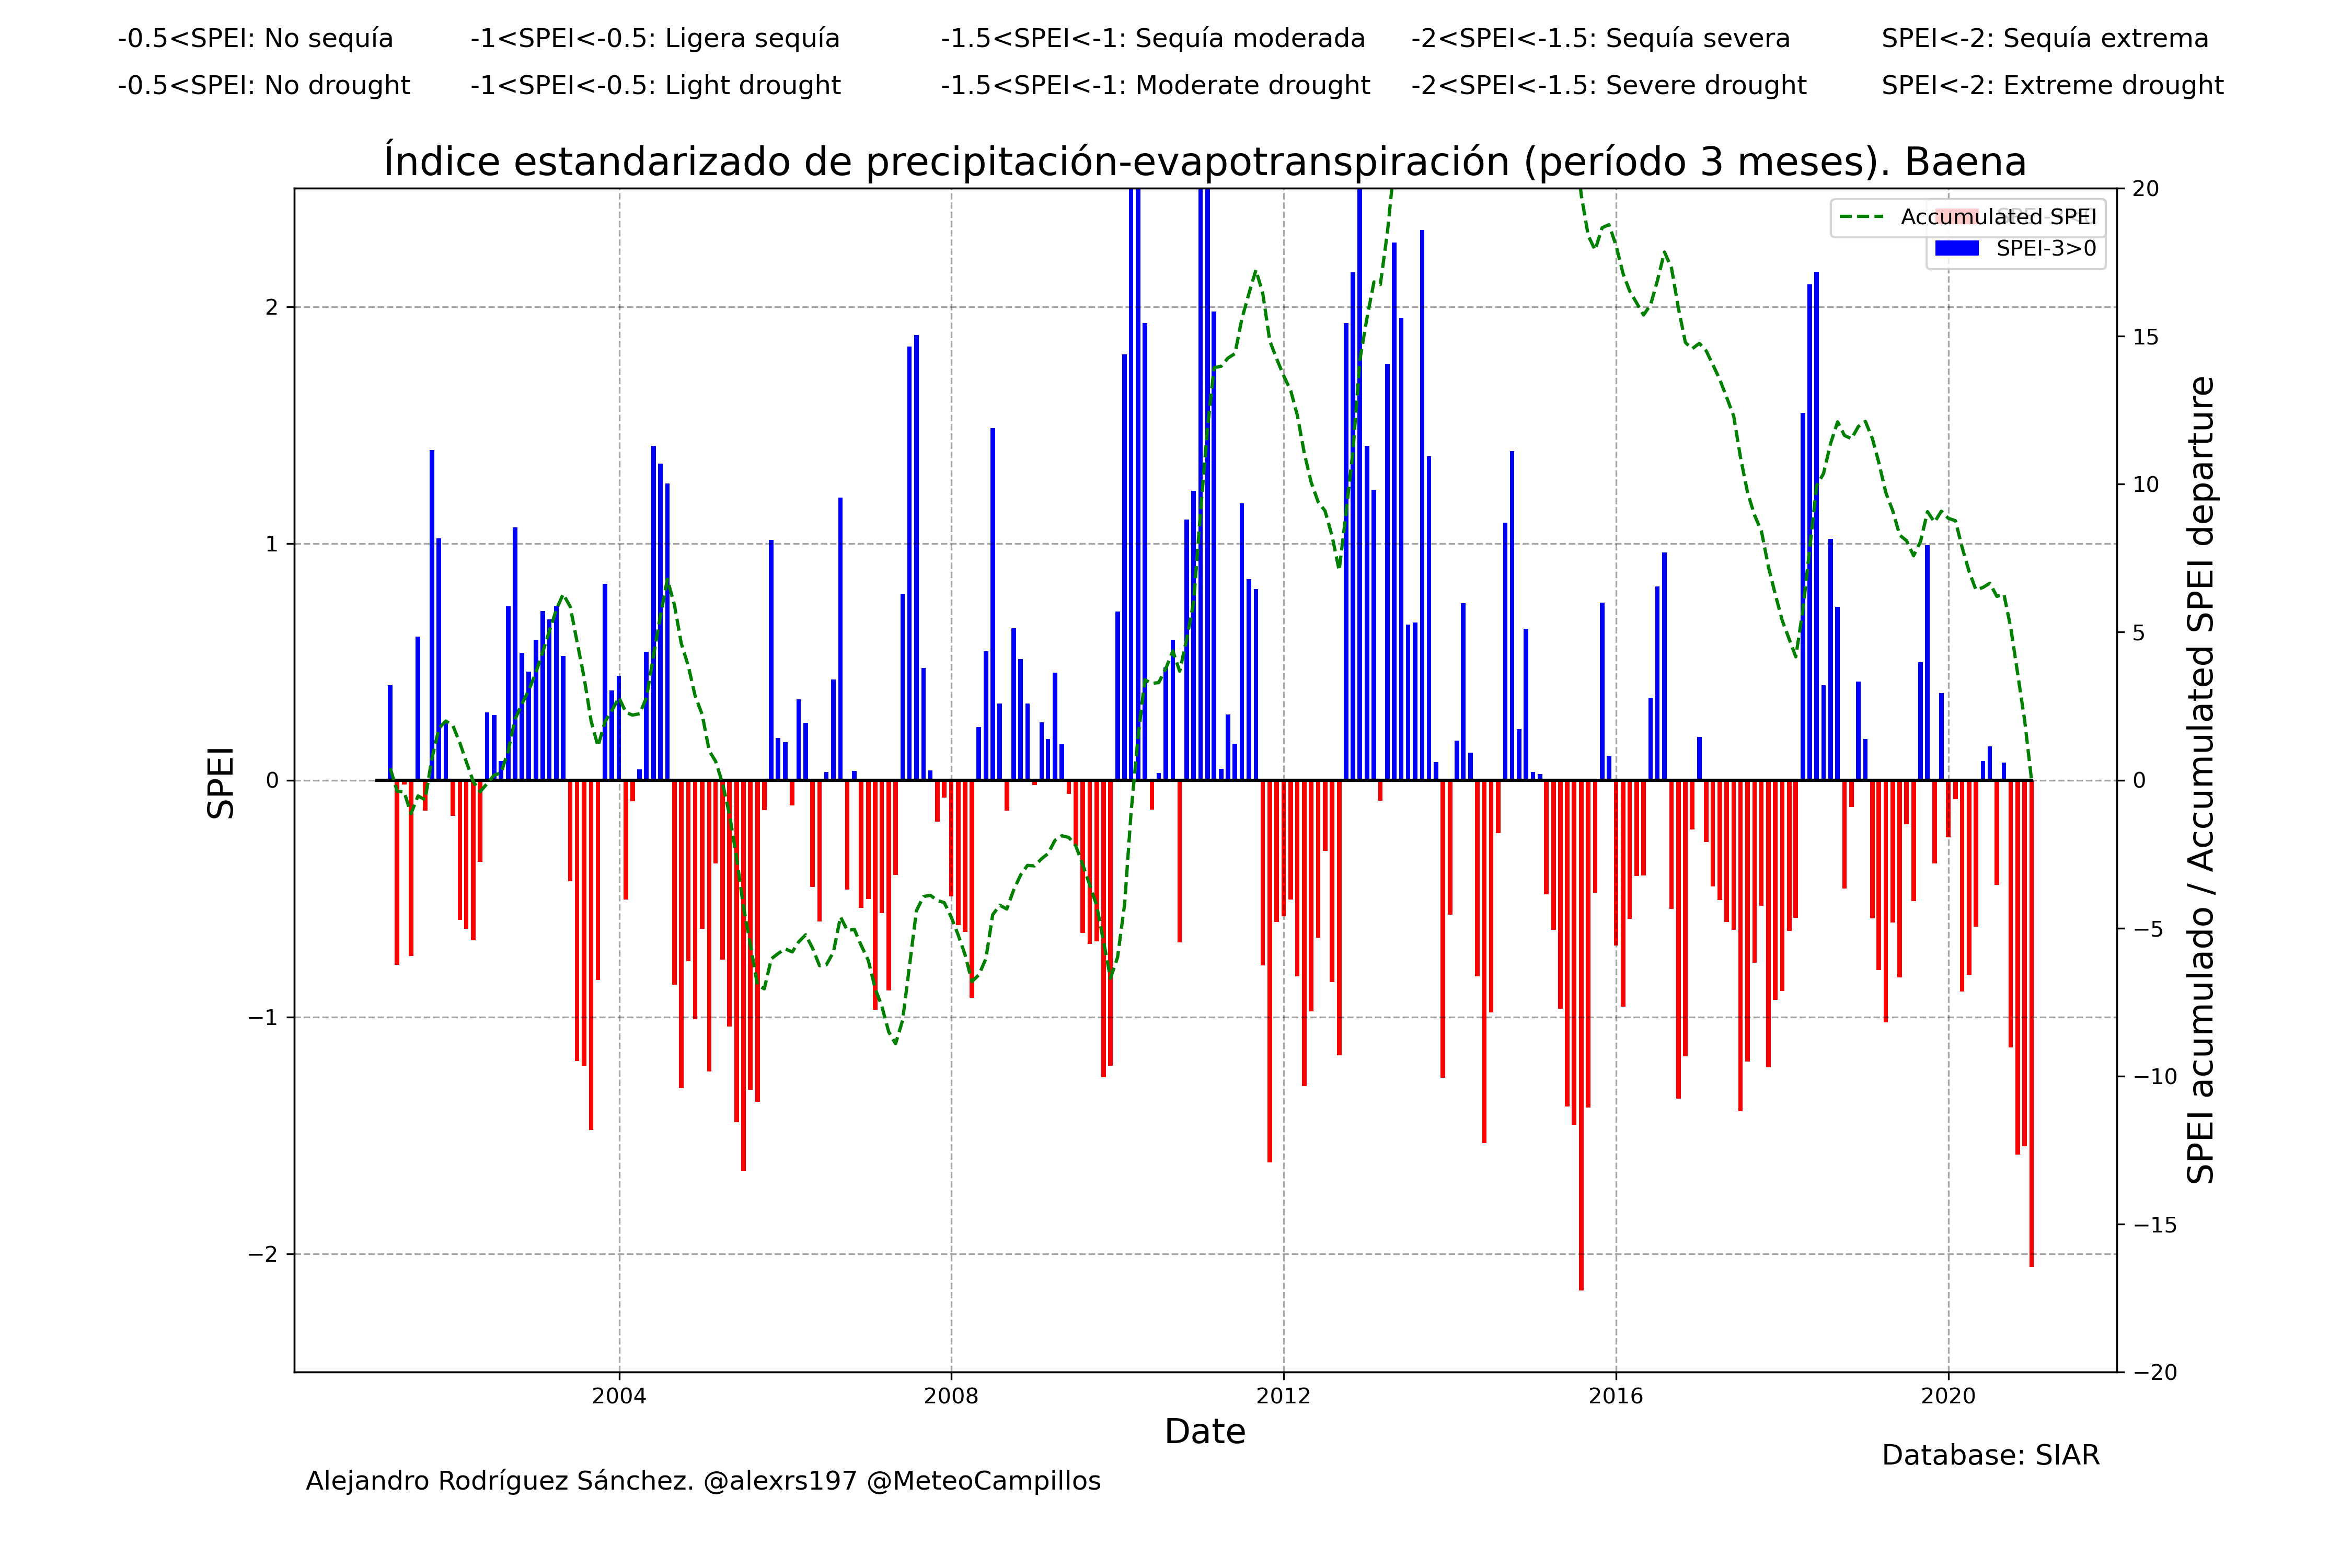 -0.5<SPEI: No sequía -1<SPEI<-0.5: Ligera sequía -1.5<SPEI<-1: Sequía moderada -2<SPEI<-1.5: Sequía severa SPEI<-2: Sequía extrema
-0.5<SPEI: No drought -1<SPEI<-0.5: Light drought -1.5<SPEI<-1: Moderate drought -2<SPEI<-1.5: Severe drought SPEI<-2: Extreme drought
Índice estandarizado de precipitación-evapotranspiración (período 3 meses). Baena
Accumulated SPEI
SPEI-3>0
SPEI
2
1
0
−1
−2
20
15
10
5
0
−5
−10
−15
−20
SPEI acumulado / Accumulated SPEI departure
2004 2008 2012 2016 2020
Date
Database: SIAR
Alejandro Rodríguez Sánchez. @alexrs197 @MeteoCampillos